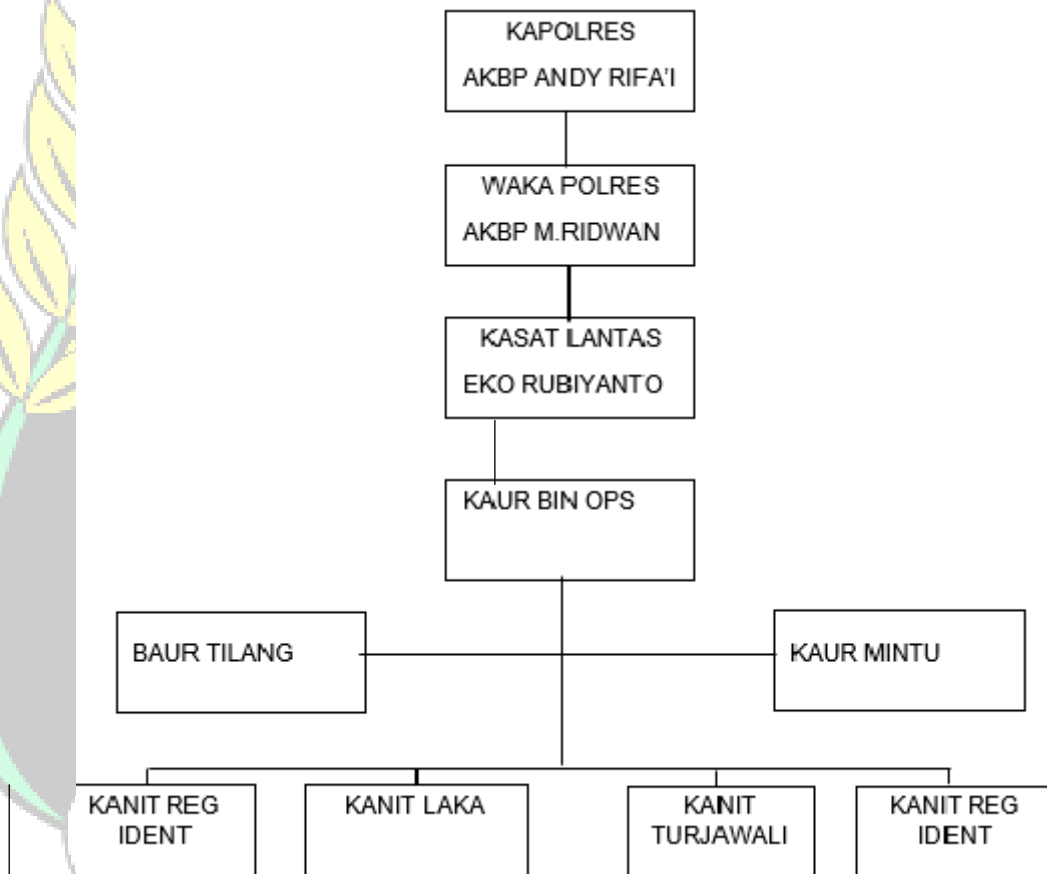 KAPOLRES
AKBP ANDY RIFA'I
WAKA POLRES
AKBP M.RIDWAN
KASAT LANTAS
EKO RUBIYANTO
KAUR BIN OPS
BAUR TILANG
KAUR MINTU
KANIT REG
IDENT
KANIT LAKA
KANIT
TURJAWALI
KANIT REG
IDENT